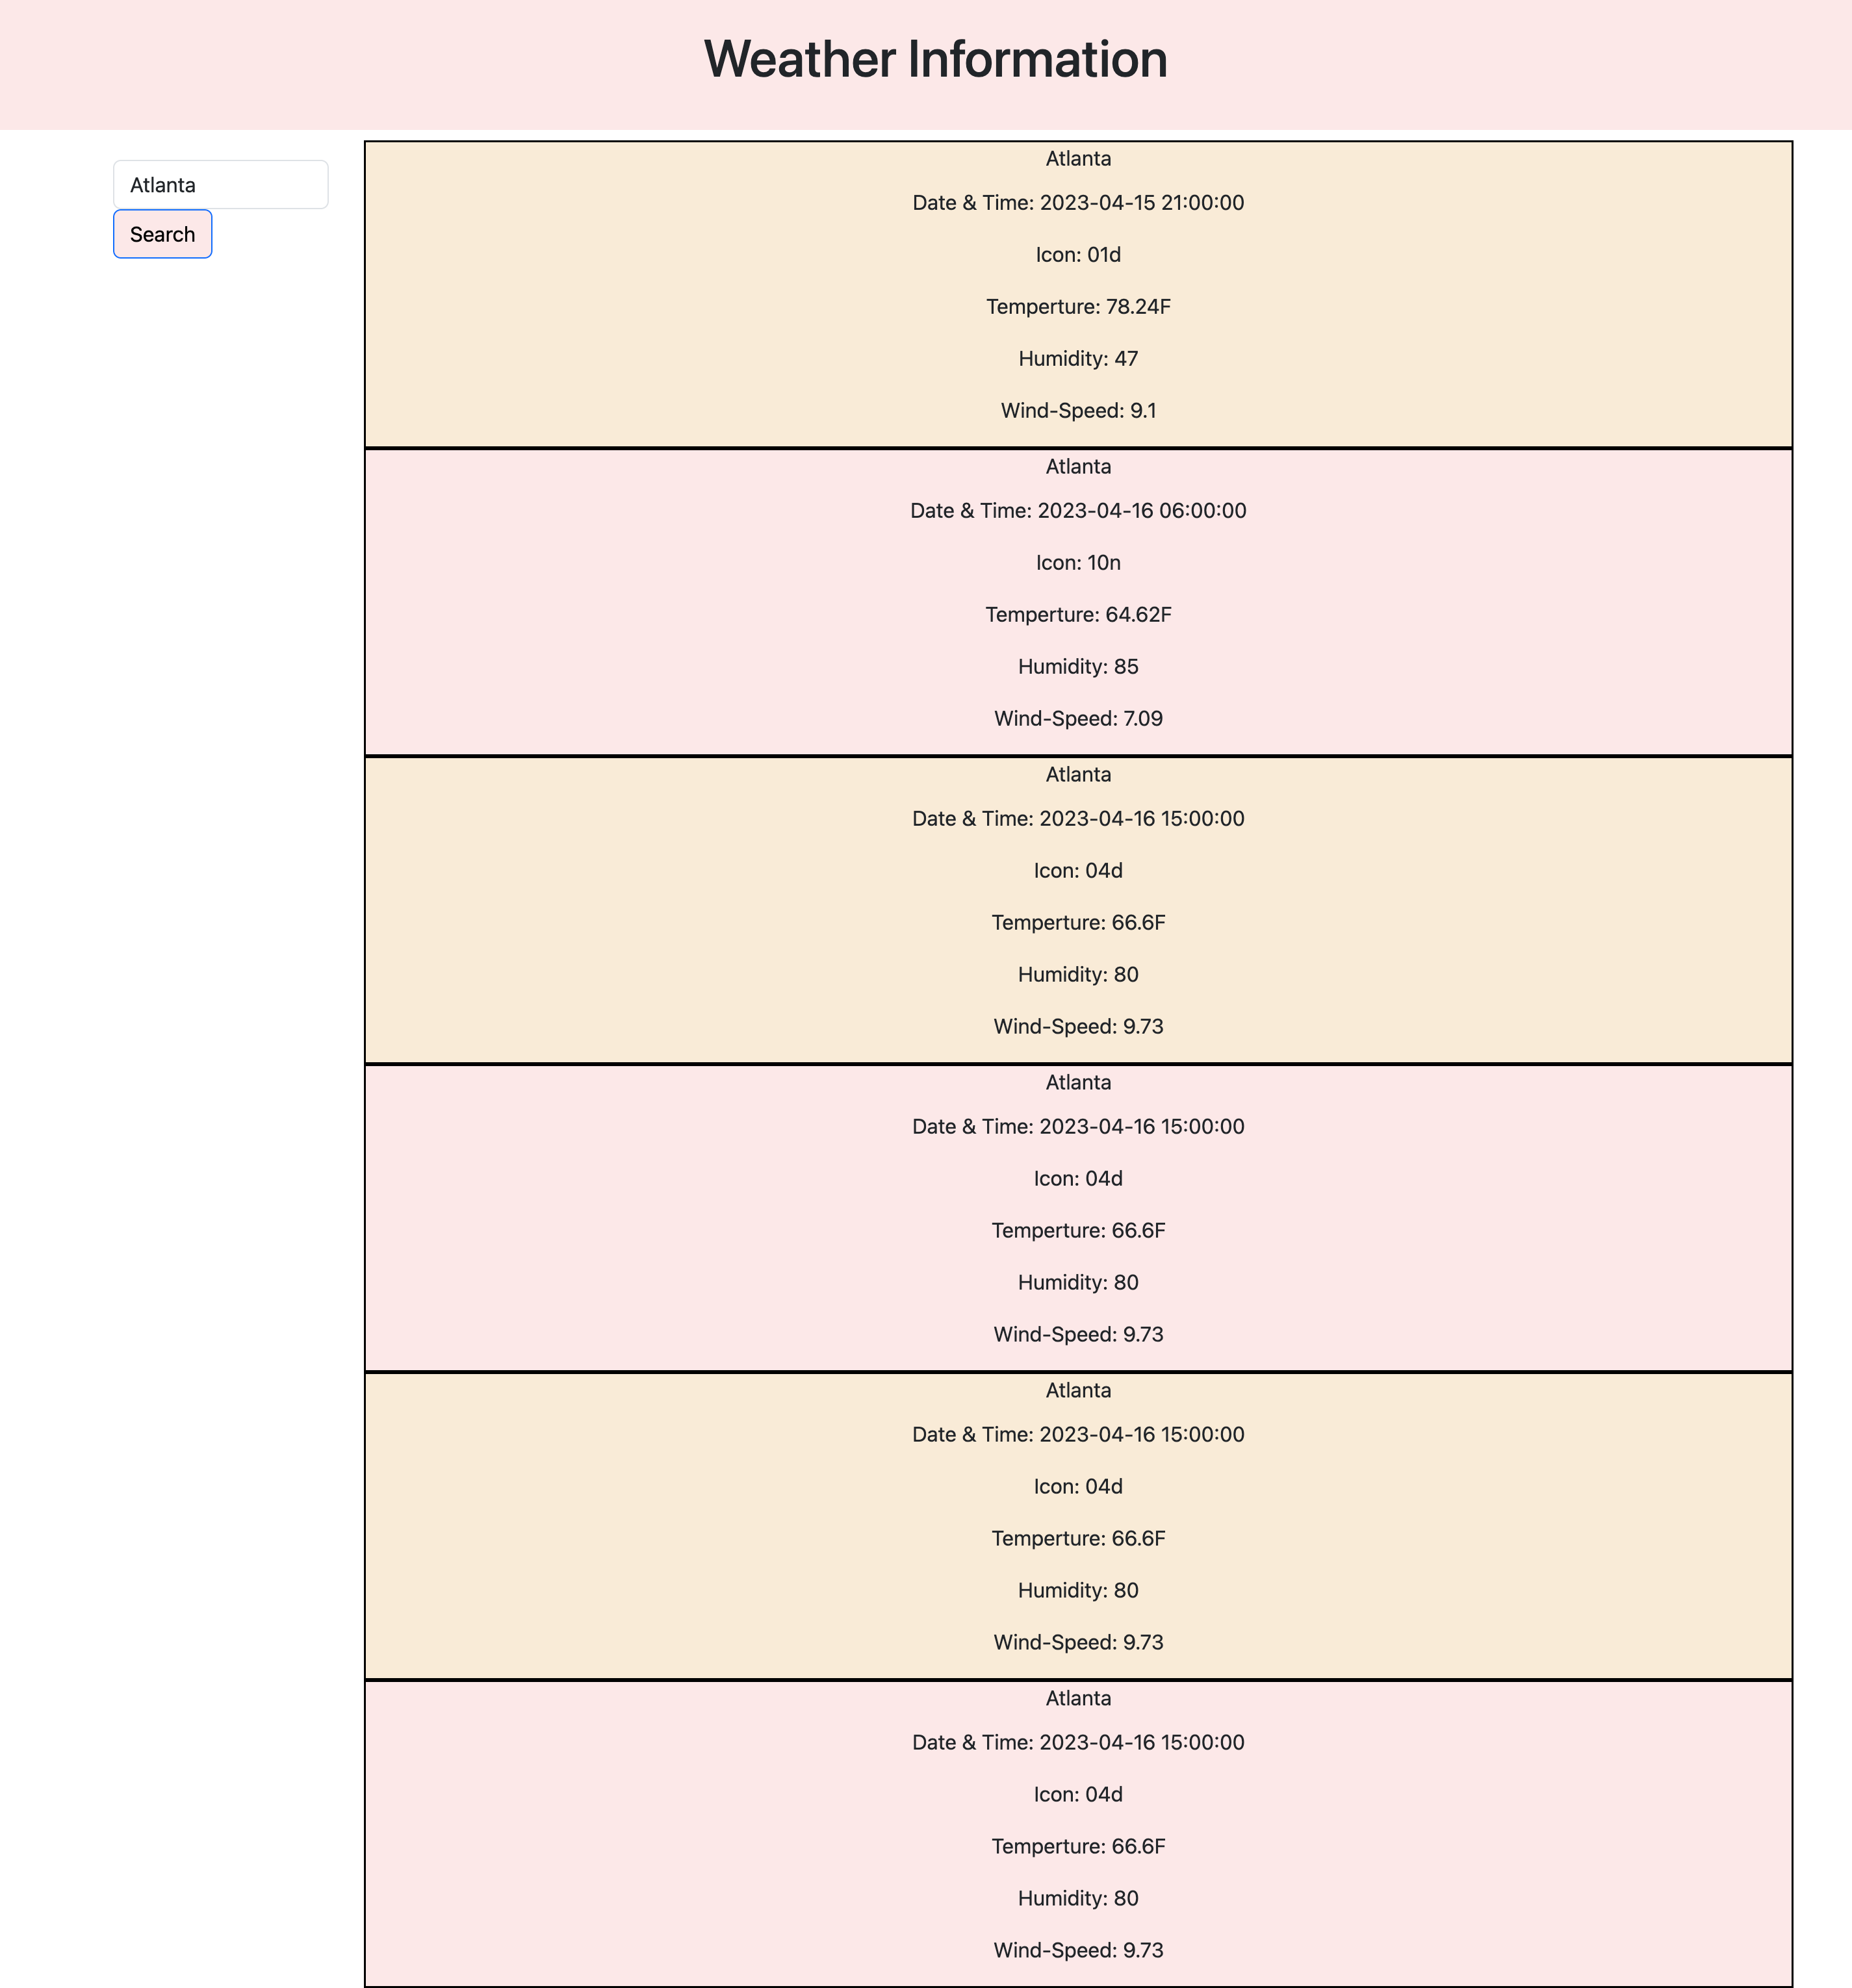 Weather Information
Atlanta
Search
Atlanta
Date & Time: 2023-04-15 21:00:00
Icon: 01d
Temperture: 78.24F
Humidity: 47
Wind-Speed: 9.1
Atlanta
Date & Time: 2023-04-16 06:00:00
Icon: 10n
Temperture: 64.62F
Humidity: 85
Wind-Speed: 7.09
Atlanta
Date & Time: 2023-04-16 15:00:00
Icon: 04d
Temperture: 66.6F
Humidity: 80
Wind-Speed: 9.73
Atlanta
Date & Time: 2023-04-16 15:00:00
Icon: 04d
Temperture: 66.6F
Humidity: 80
Wind-Speed: 9.73
Atlanta
Date & Time: 2023-04-16 15:00:00
Icon: 04d
Temperture: 66.6F
Humidity: 80
Wind-Speed: 9.73
Atlanta
Date & Time: 2023-04-16 15:00:00
Icon: 04d
Temperture: 66.6F
Humidity: 80
Wind-Speed: 9.73